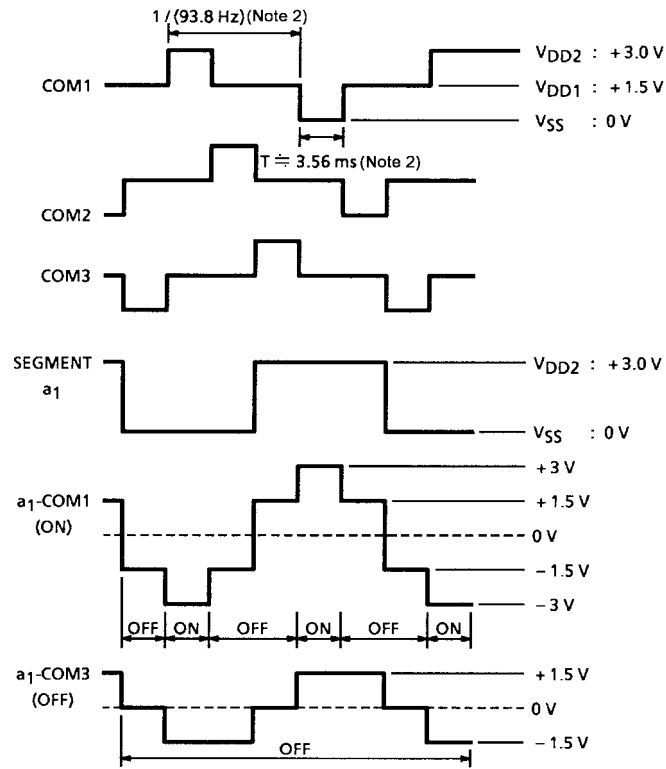 1 / (93.8 Hz) (Note 2)
COM1
VDD2 : +3.0 V
VDD1 : +1.5 V
VSS : 0 V
T ≒ 3.56 ms (Note 2)
COM2
COM3
SEGMENT
a1
VDD2 : +3.0 V
VSS : 0 V
a1-COM1
(ON)
+3 V
+1.5 V
0 V
−1.5 V
−3 V
OFF ON OFF ON OFF ON
a1-COM3
(OFF)
+1.5 V
0 V
−1.5 V
OFF